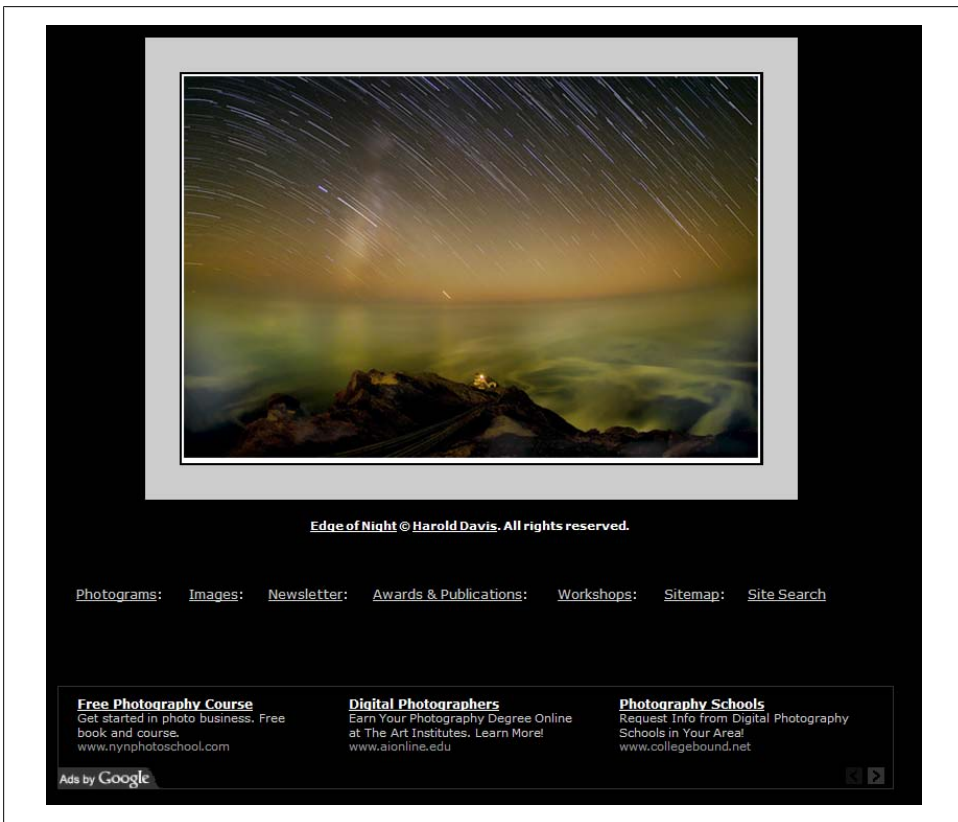 Edge of Night © Harold Davis. All rights reserved.
Photograms: Images: Newsletter: Awards & Publications: Workshops: Sitemap: Site Search
Free Photography Course
Get started in photo business. Free
book and course.
www.nynphotoschool.com
Digital Photographers
Earn Your Photography Degree Online
at The Art Institutes. Learn More!
www.aionline.edu
Photography Schools
Request Info from Digital Photography
Schools in Your Area!
www.collegebound.net
Ads by Google